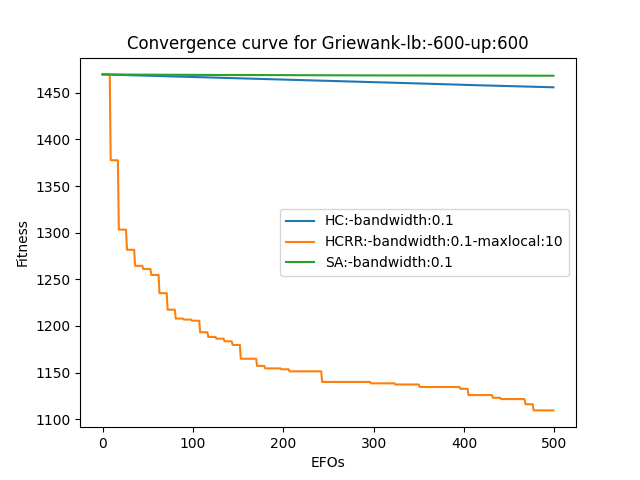 Convergence curve for Griewank-lb:-600-up:600
Fitness
1450
1400
1350
1300
1250
1200
1150
1100
HC:-bandwidth:0.1
HCRR:-bandwidth:0.1-maxlocal:10
SA:-bandwidth:0.1
0
100
200
300
400
500
EFOs